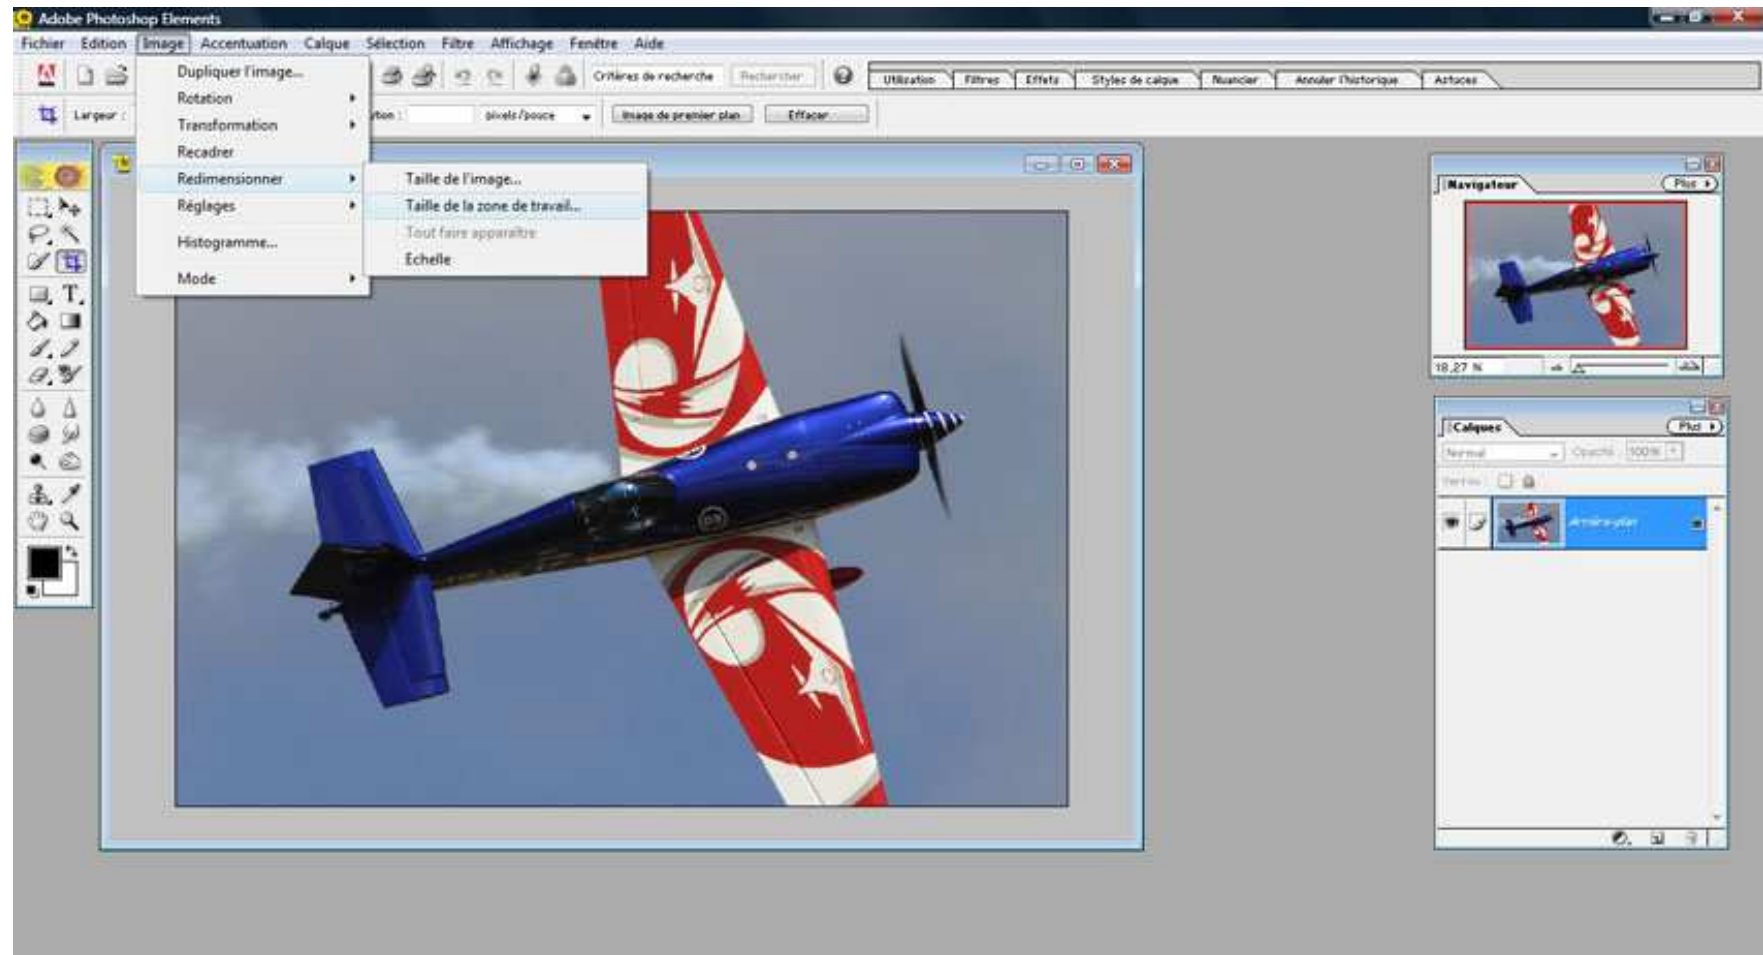 Adobe Photoshop Elements
Fichier Edition Image Accentuation Calque Sélection Filtre Affichage Fenêtre Aide
Critères de recherche Rechercher Utilisation Filtres Effets Styles de calque Nuancier Annuler l'historique Astuces
Largeur : pixels/pouce Image de premier plan Effacer
Dupliquer l'image...
Rotation
Transformation
Recadrer
Redimensionner
Réglages
Histogramme...
Mode
Taille de l'image...
Taille de la zone de travail...
Tout faire apparaître
Echelle
T
Navigateur Plus
18,27 %
Calques Plus
Normal Opacité 100%
Arrière-plan